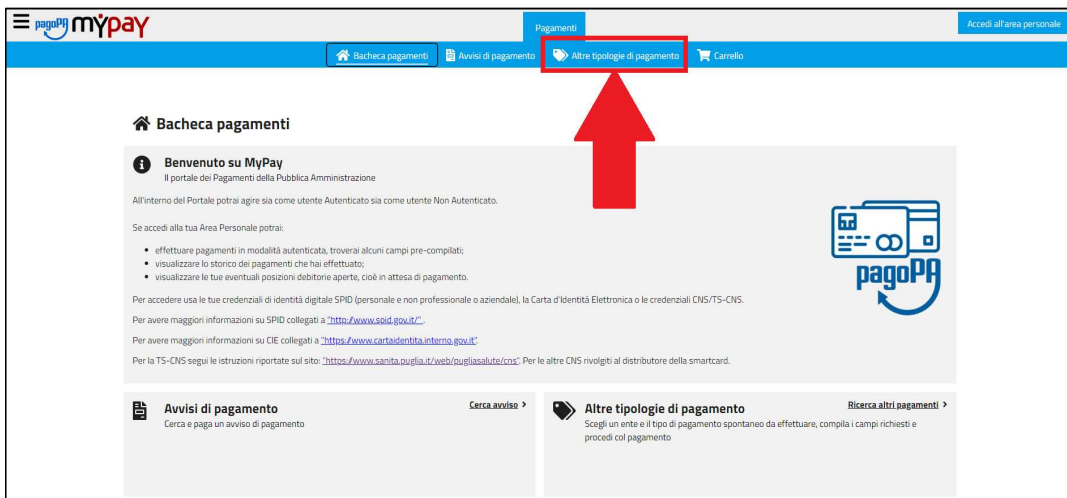 pagoPA mypay
Pagamenti
Accedi all'area personale
Bacheca pagamenti
Avvisi di pagamento
Altre tipologie di pagamento
Carrello
Bacheca pagamenti
Benvenuto su MyPay
Il portale dei Pagamenti della Pubblica Amministrazione
All'interno del Portale potrai agire sia come utente Autenticato sia come utente Non Autenticato.
Se accedi alla tua Area Personale potrai:
• effettuare pagamenti in modalità autenticata, troverai alcuni campi pre-compilati;
• visualizzare lo storico dei pagamenti che hai effettuato;
• visualizzare le tue eventuali posizioni debitorie aperte, cioè in attesa di pagamento.
Per accedere usa le tue credenziali di identità digitale SPID (personale e non professionale o aziendale), la Carta d'Identità Elettronica o le credenziali CNS/TS-CNS.
Per avere maggiori informazioni su SPID collegati a "http://www.spid.gov.it/" .
Per avere maggiori informazioni su CIE collegati a "https://www.cartaidentita.interno.gov.it".
Per la TS-CNS segui le istruzioni riportate sul sito: "https://www.sanita.puglia.it/web/pugliasalute/cns". Per le altre CNS rivolgiti al distributore della smartcard.
pagoPA
Avvisi di pagamento
Cerca avviso >
Cerca e paga un avviso di pagamento
Altre tipologie di pagamento
Ricerca altri pagamenti >
Scegli un ente e il tipo di pagamento spontaneo da effettuare, compila i campi richiesti e
procedi col pagamento